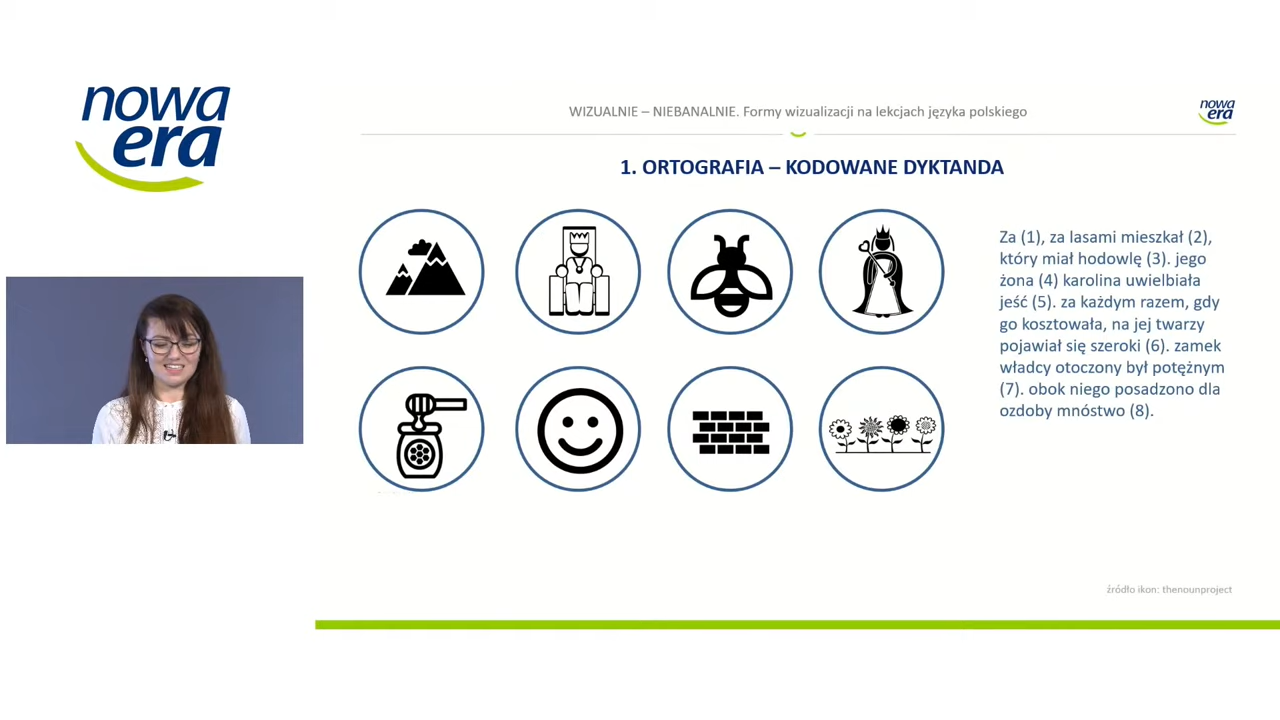 nowa
era
WIZUALNIE – NIEBANALNIE. Formy wizualizacji na lekcjach języka polskiego
nowa
era
1. ORTOGRAFIA – KODOWANE DYKTANDA
Za (1), za lasami mieszkał (2),
który miał hodowlę (3). jego
żona (4) karolina uwielbiała
jeść (5). za każdym razem, gdy
go kosztowała, na jej twarzy
pojawiał się szeroki (6). zamek
władcy otoczony był potężnym
(7). obok niego posadzono dla
ozdoby mnóstwo (8).
źródło ikon: thenounproject